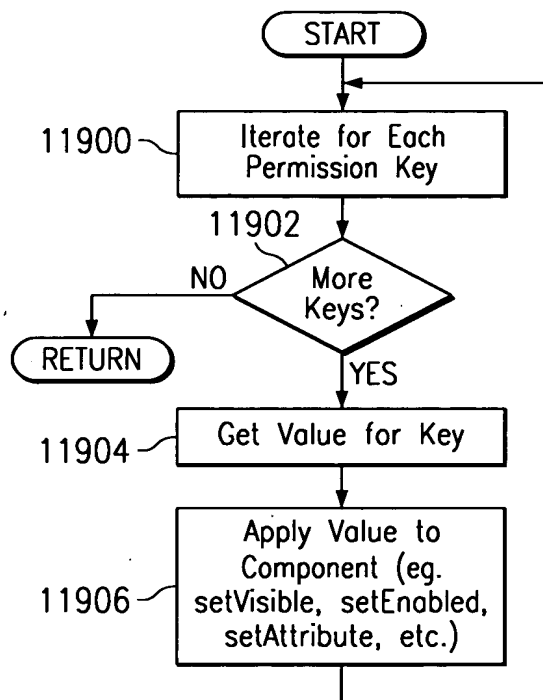 START
11900
Iterate for Each
Permission Key
11902
NO
More
Keys?
RETURN
YES
11904
Get Value for Key
11906
Apply Value to
Component (eg.
setVisible, setEnabled,
setAttribute, etc.)